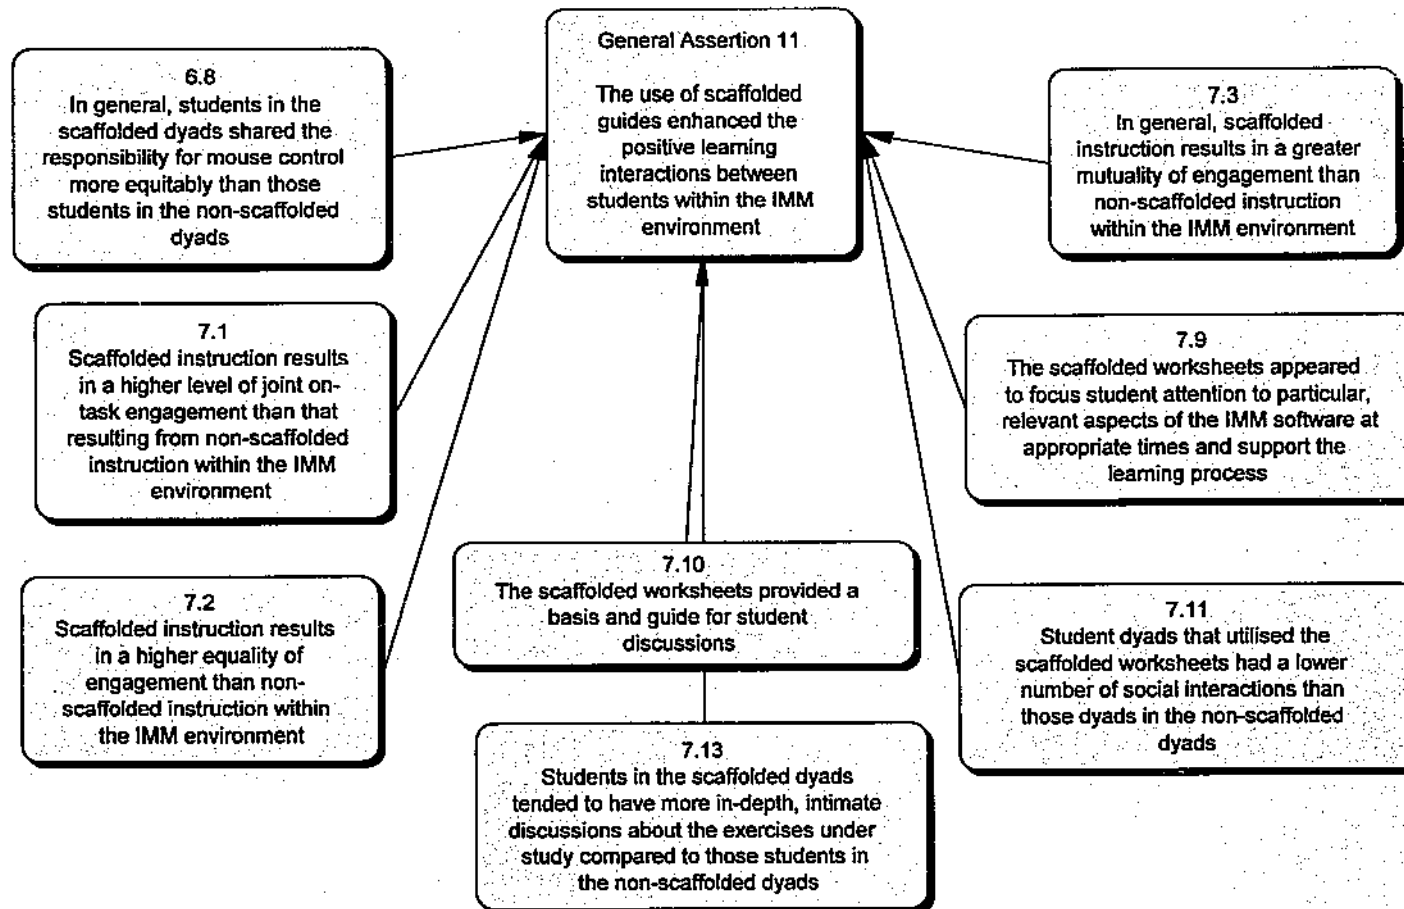 General Assertion 11
The use of scaffolded
guides enhanced the
positive learning
interactions between
students within the IMM
environment
6.8
In general, students in the
scaffolded dyads shared the
responsibility for mouse control
more equitably than those
students in the non-scaffolded
dyads
7.1
Scaffolded instruction results
in a higher level of joint on-
task engagement than that
resulting from non-scaffolded
instruction within the IMM
environment
7.2
Scaffolded instruction results
in a higher equality of
engagement than non-
scaffolded instruction within
the IMM environment
7.10
The scaffolded worksheets provided a
basis and guide for student
discussions
7.13
Students in the scaffolded dyads
tended to have more in-depth, intimate
discussions about the exercises under
study compared to those students in
the non-scaffolded dyads
7.3
In general, scaffolded
instruction results in a greater
mutuality of engagement than
non-scaffolded instruction
within the IMM environment
7.9
The scaffolded worksheets appeared
to focus student attention to particular,
relevant aspects of the IMM software at
appropriate times and support the
learning process
7.11
Student dyads that utilised the
scaffolded worksheets had a lower
number of social interactions than
those dyads in the non-scaffolded
dyads